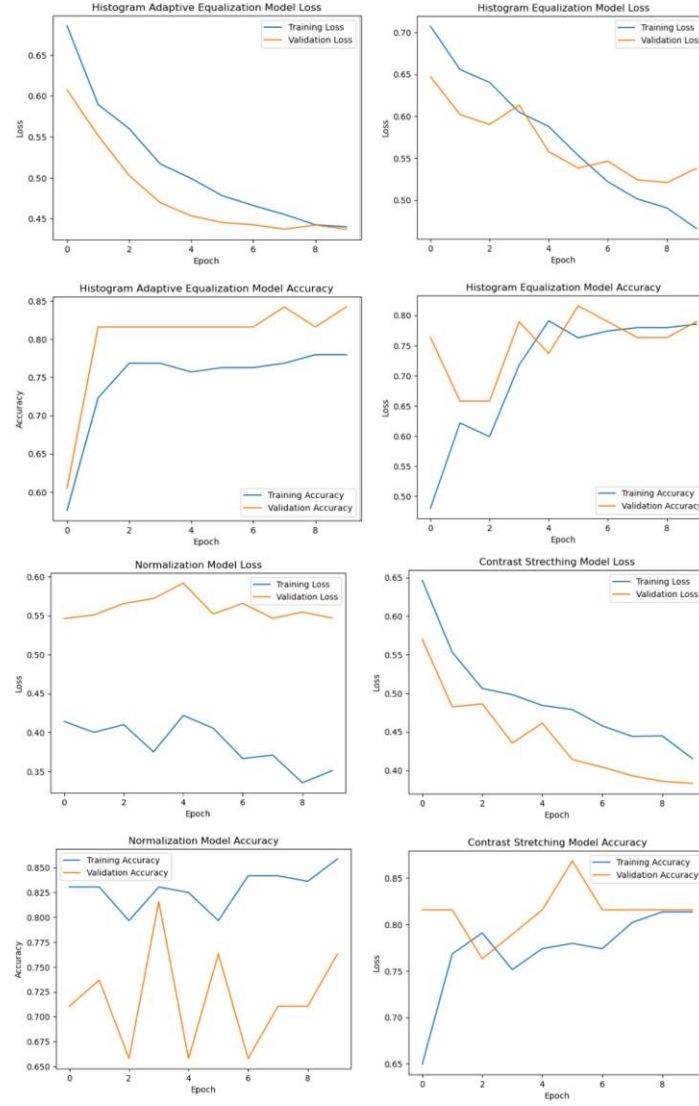 Histogram Adaptive Equalization Model Loss
Training Loss
Validation Loss
0.65
0.60
0.55
0.50
0.45
Loss
0 2 4 6 8
Epoch
Histogram Equalization Model Loss
Training Loss
Validation Loss
0.70
0.65
0.60
0.55
0.50
Loss
0 2 4 6 8
Epoch
Histogram Adaptive Equalization Model Accuracy
0.85
0.80
0.75
0.70
0.65
0.60
Accuracy
Training Accuracy
Validation Accuracy
0 2 4 6 8
Epoch
Histogram Equalization Model Accuracy
0.80
0.75
0.70
0.65
0.60
0.55
0.50
Loss
Training Accuracy
Validation Accuracy
0 2 4 6 8
Epoch
Normalization Model Loss
Training Loss
Validation Loss
0.60
0.55
0.50
0.45
0.40
0.35
Loss
0 2 4 6 8
Epoch
Contrast Strecthing Model Loss
Training Loss
Validation Loss
0.65
0.60
0.55
0.50
0.45
0.40
Loss
0 2 4 6 8
Epoch
Normalization Model Accuracy
Training Accuracy
Validation Accuracy
0.850
0.825
0.800
0.775
0.750
0.725
0.700
0.675
0.650
Accuracy
0 2 4 6 8
Epoch
Contrast Stretching Model Accuracy
Training Accuracy
Validation Accuracy
0.85
0.80
0.75
0.70
0.65
Loss
0 2 4 6 8
Epoch